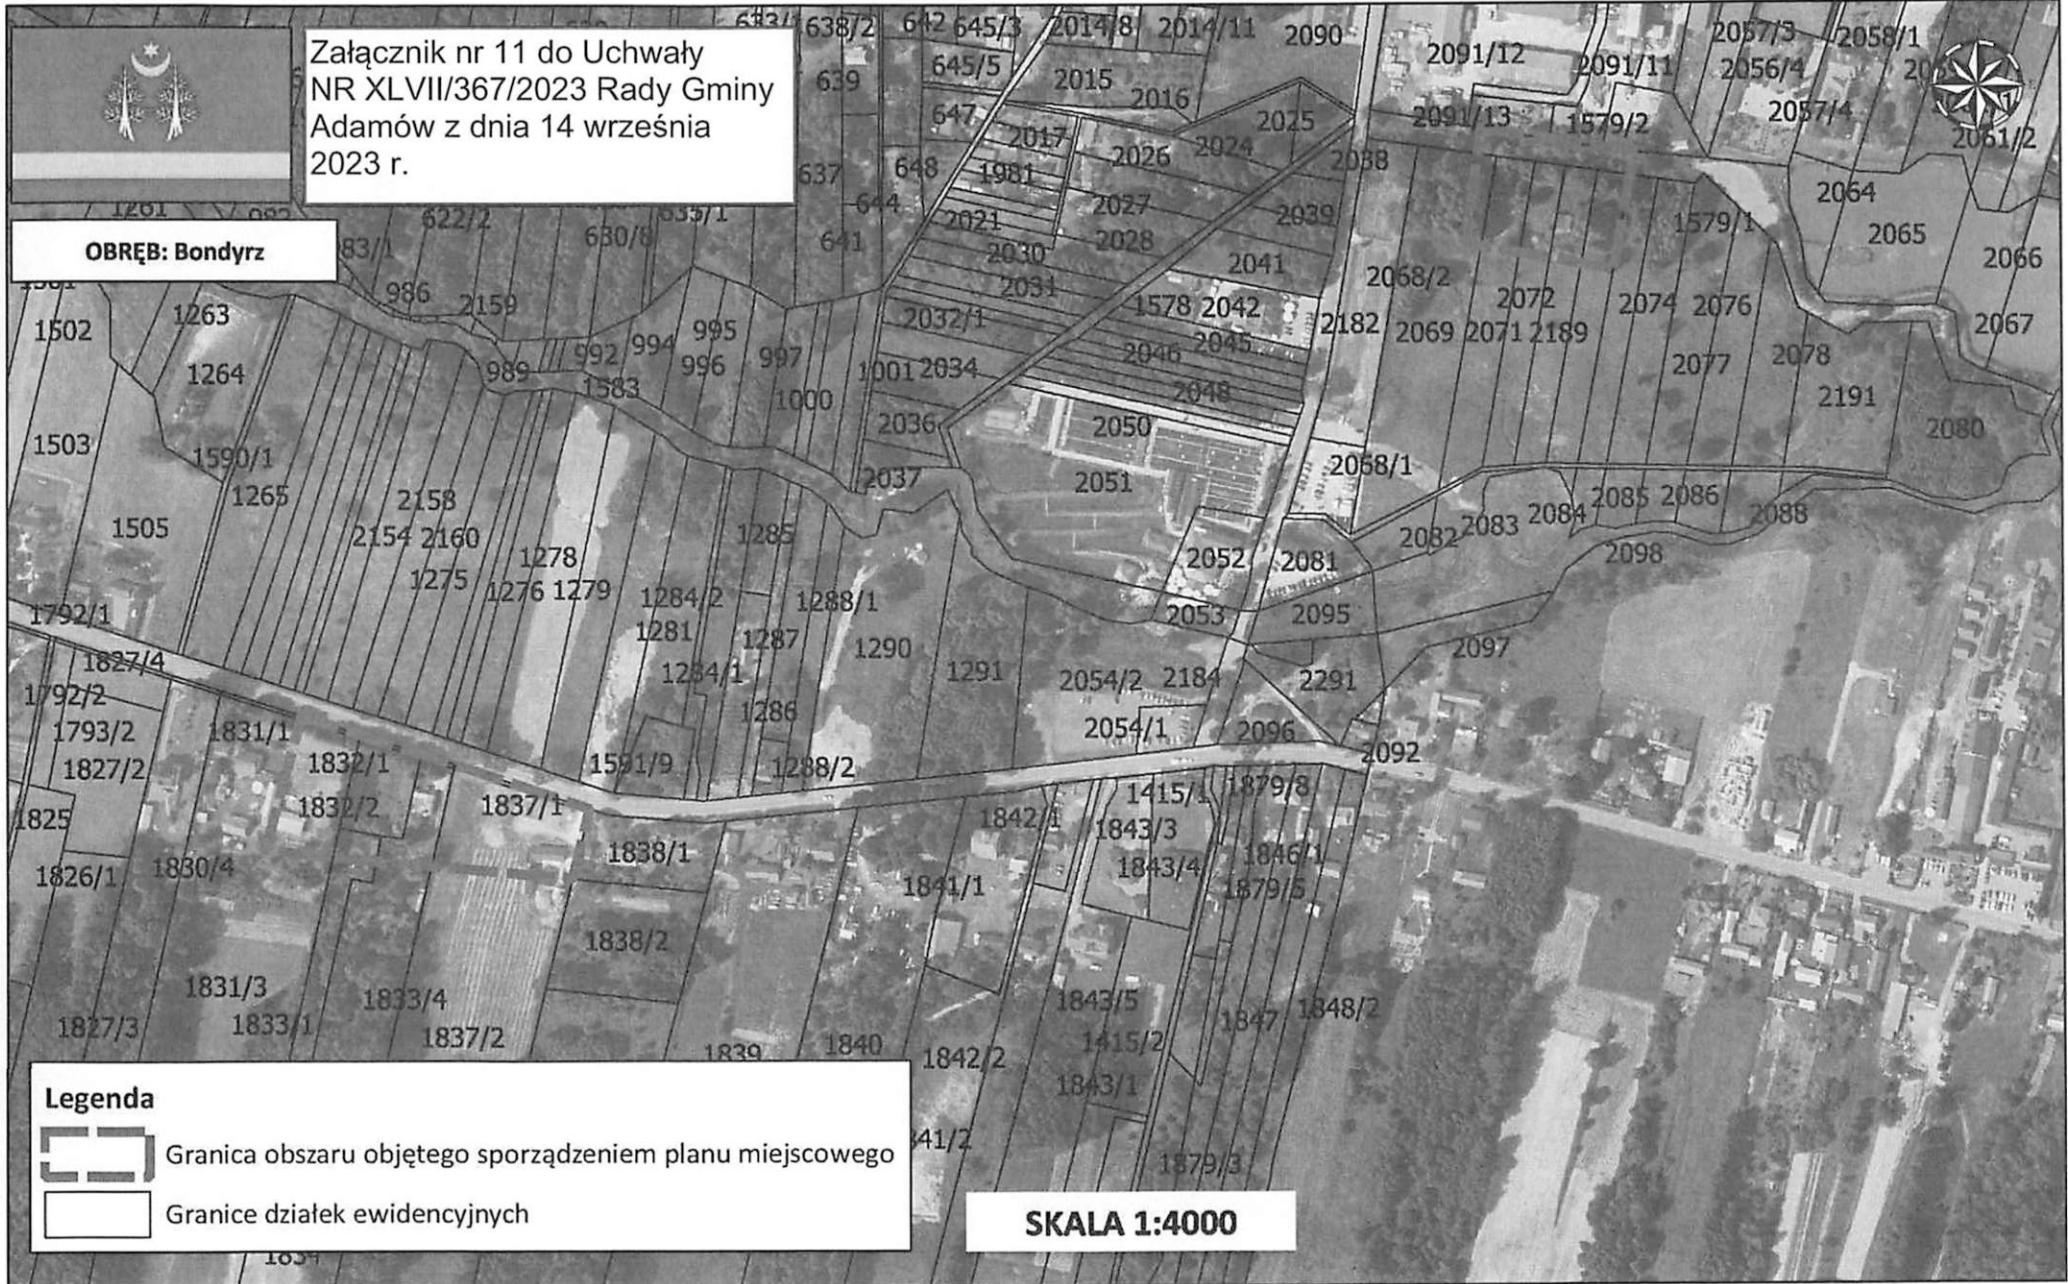 Załącznik nr 11 do Uchwały
NR XLVII/367/2023 Rady Gminy
Adamów z dnia 14 września
2023 r.
OBRĘB: Bondyrz
638/2 642 645/3 2014/8 2014/11 2090 2091/12 2091/11 2057/3 2058/1
639 645/5 2015 2016 2056/4 2057/4
647 2017 2026 2024 2025 2091/13 1579/2 2061/2
637 648 1981 2038 2064
644 2021 2027 2039 1579/1 2065
622/2 630/8 635/1 641 2030 2028 2041 2066
986 2159 2031 2068/2 2072 2074 2076
1263 2032/1 1578 2042 2182 2069 2071 2189 2067
1502 992 994 995 2046 2045 2077 2078
1264 989 1583 996 997 1001 2034 2048 2191
1000 2036 2050 2080
1503 1590/1 2037 2051 2068/1
1265 2158 2085 2086
1505 2154 2160 1285 2082 2083 2084 2088
1278 2052 2081 2098
1275 1276 1279 1284/2 1288/1 2053 2095
1792/1 1281 1287 1290 2097
1827/4 1284/1 1291 2054/2 2184 2291
1792/2 1286
1793/2 1831/1 2054/1 2096
1827/2 1832/1 1591/9 1288/2 2092
1825 1832/2 1837/1 1842/1 1415/1 1879/8
1838/1 1843/3
1826/1 1830/4 1841/1 1843/4 1846/1
1879/5
1838/2
1831/3 1833/4 1843/5 1848/2
1827/3 1833/1 1837/2 1839 1840 1842/2 1415/2 1847
1843/1
1879/3
Legenda
Granica obszaru objętego sporządzeniem planu miejscowego
Granice działek ewidencyjnych
SKALA 1:4000